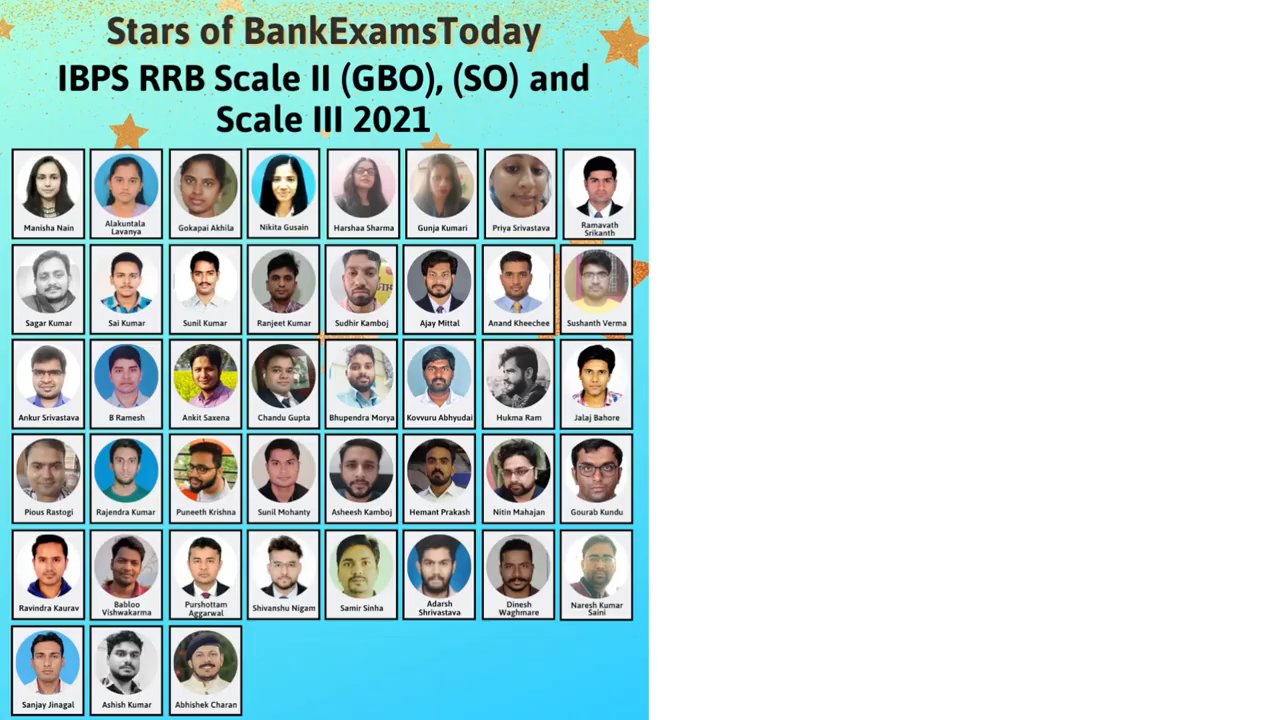 Stars of BankExamsToday
IBPS RRB Scale II (GBO), (SO) and
Scale III 2021
Manisha Nain
Alakuntala
Lavanya
Gokapai Akhila
Nikita Gusain
Harshaa Sharma
Gunja Kumari
Priya Srivastava
Ramavath
Srikanth
Sagar Kumar
Sai Kumar
Sunil Kumar
Ranjeet Kumar
Sudhir Kamboj
Ajay Mittal
Anand Kheechee
Sushanth Verma
Ankur Srivastava
B Ramesh
Ankit Saxena
Chandu Gupta
Bhupendra Morya
Kovvuru Abhyudai
Hukma Ram
Jalaj Bahore
Pious Rastogi
Rajendra Kumar
Puneeth Krishna
Sunil Mohanty
Asheesh Kamboj
Hemant Prakash
Nitin Mahajan
Gourab Kundu
Ravindra Kaurav
Babloo
Vishwakarma
Purshottam
Aggarwal
Shivanshu Nigam
Samir Sinha
Adarsh
Shrivastava
Dinesh
Waghmare
Naresh Kumar
Saini
Sanjay Jinagal
Ashish Kumar
Abhishek Charan